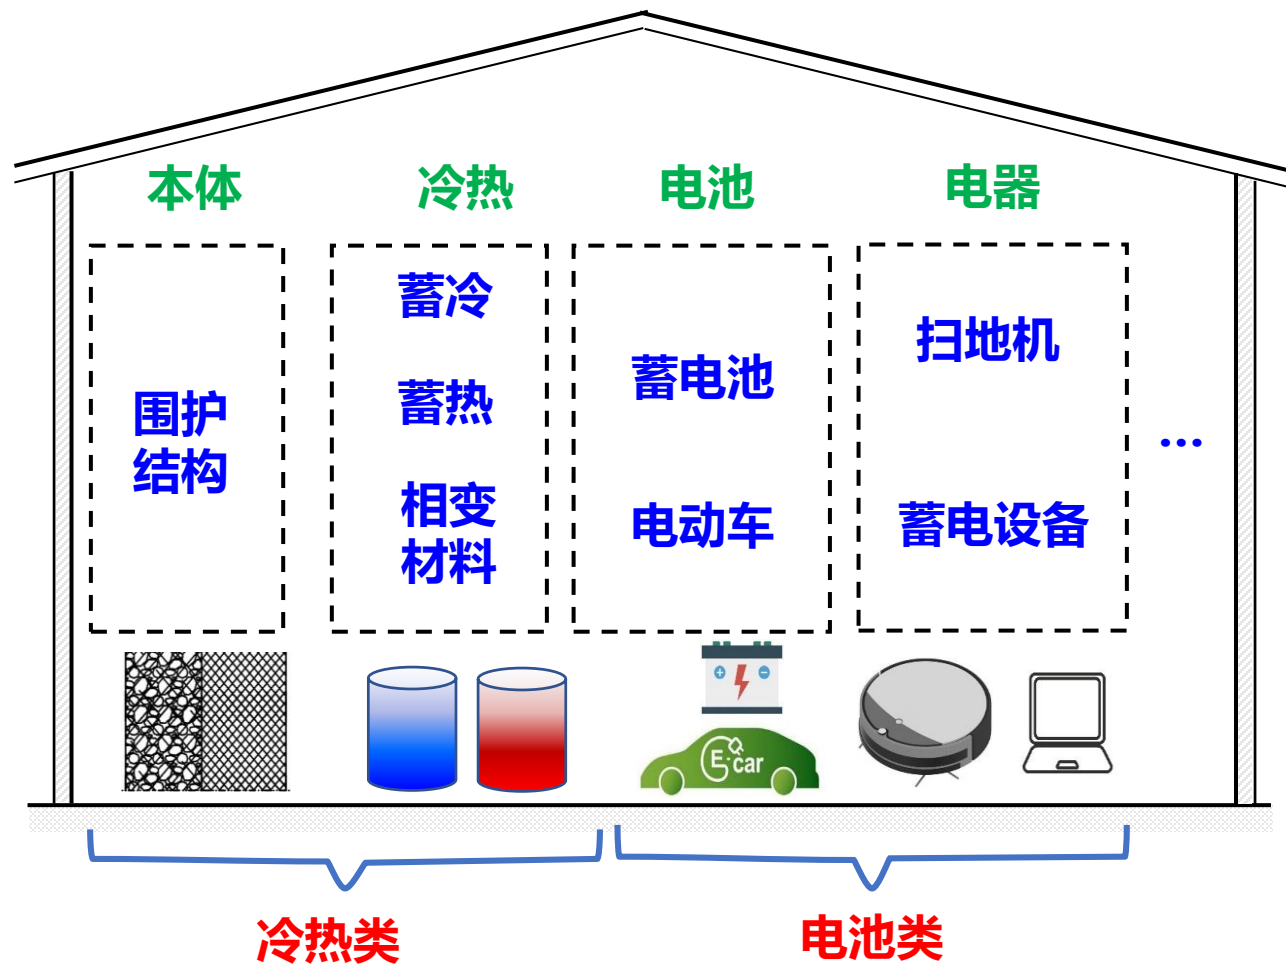 本体
冷热
电池
电器
围护
结构
蓄冷
蓄热
相变
材料
蓄电池
电动车
扫地机
蓄电设备
...
E·car
冷热类
电池类